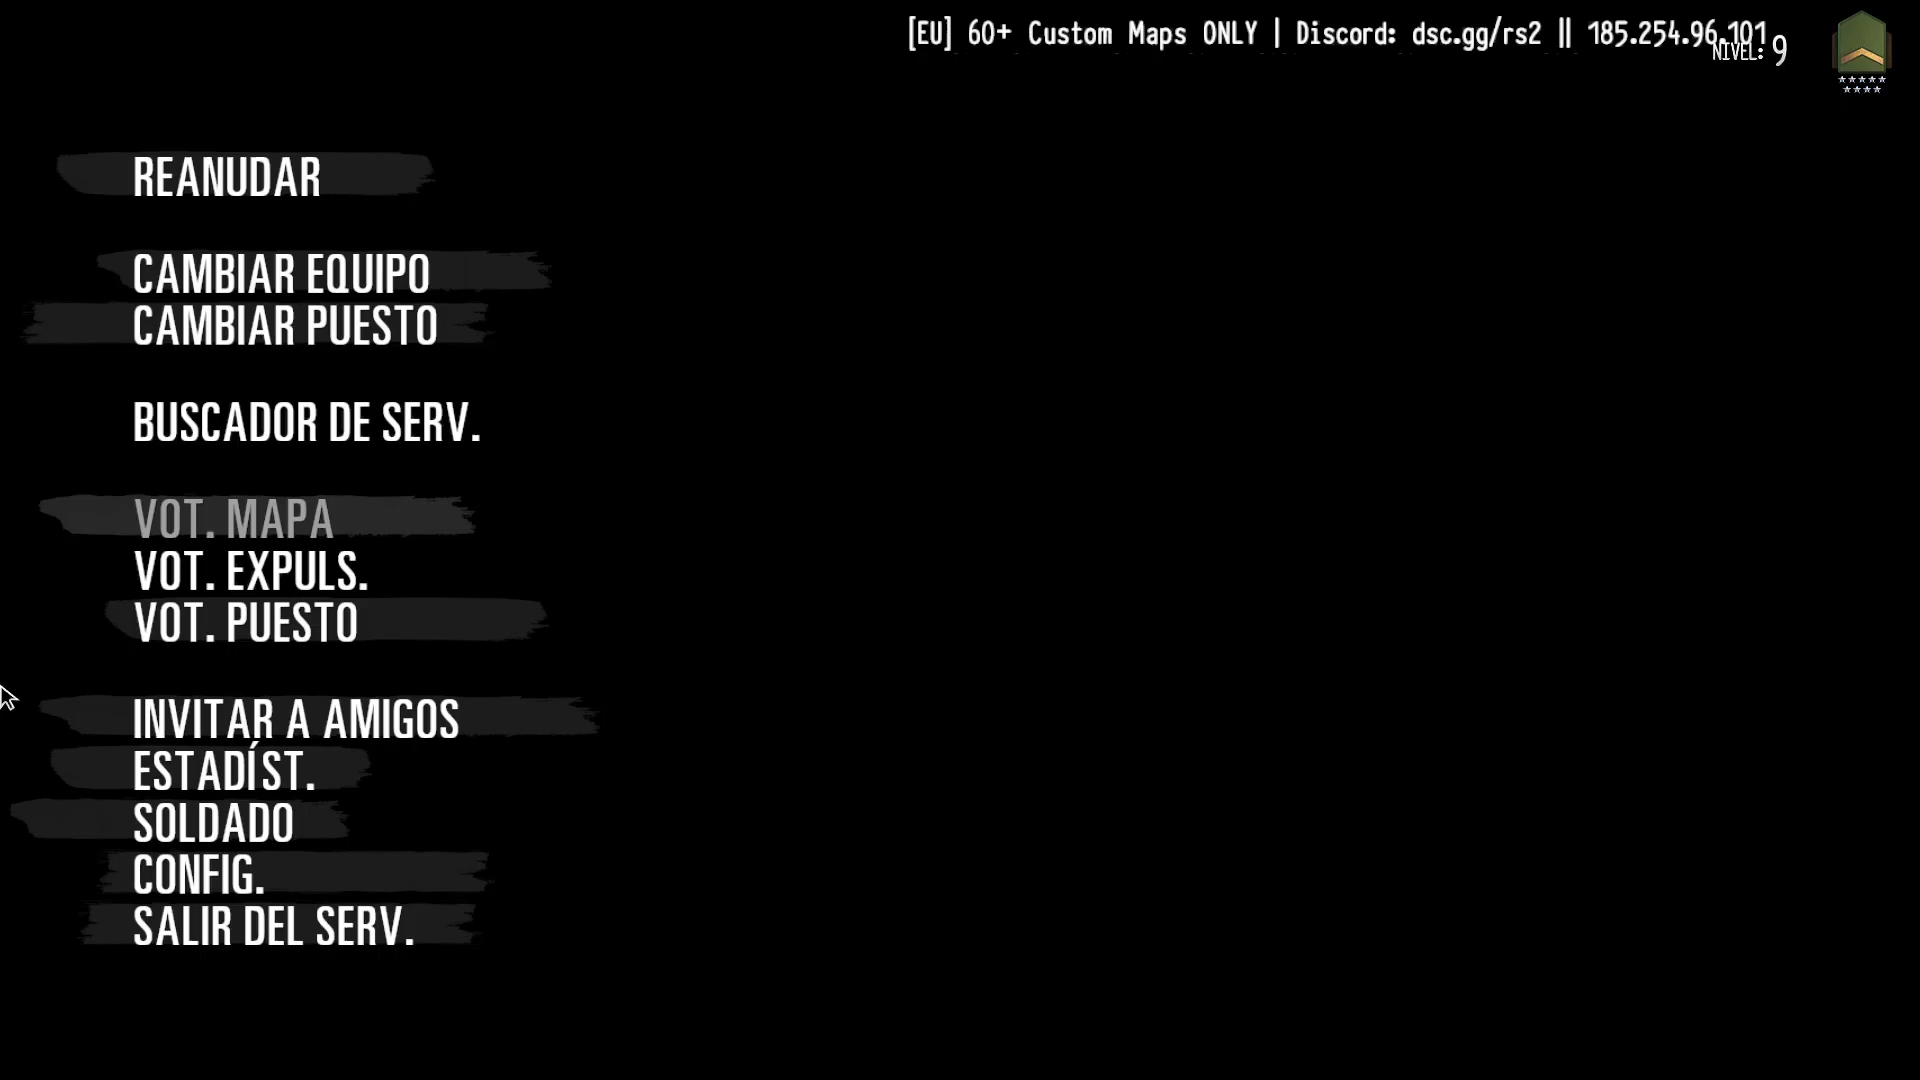 [EU] 60+ Custom Maps ONLY | Discord: dsc.gg/rs2 || 185.254.96.101
NIVEL: 9
REANUDAR
CAMBIAR EQUIPO
CAMBIAR PUESTO
BUSCADOR DE SERV.
VOT. MAPA
VOT. EXPULS.
VOT. PUESTO
INVITAR A AMIGOS
ESTADÍST.
SOLDADO
CONFIG.
SALIR DEL SERV.